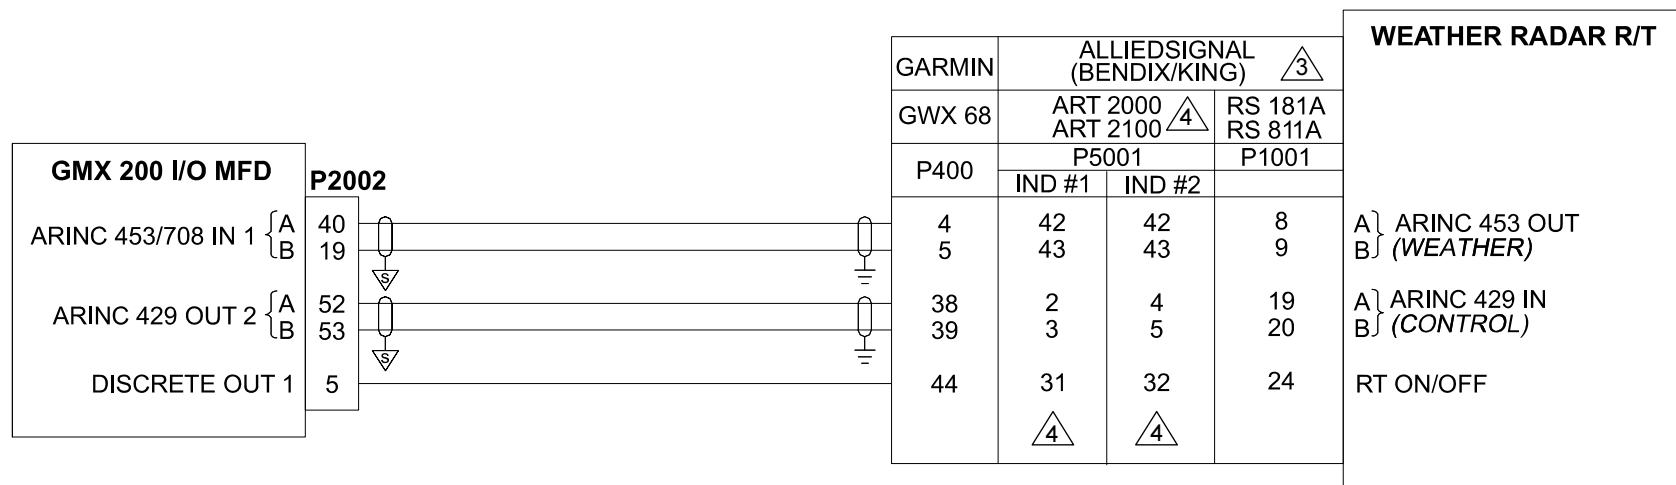 WEATHER RADAR R/T
GARMIN
ALLIEDSIGNAL
(BENDIX/KING)
3
GWX 68
ART 2000
ART 2100
4
RS 181A
RS 811A
P400
P5001
P1001
IND #1
IND #2
GMX 200 I/O MFD
P2002
ARINC 453/708 IN 1 { A 40 S 4 42 42 8 A } ARINC 453 OUT
B 19 5 43 43 9 B (WEATHER)
ARINC 429 OUT 2 { A 52 S 38 2 4 19 A } ARINC 429 IN
B 53 39 3 5 20 B (CONTROL)
DISCRETE OUT 1 5 44 31 32 24 RT ON/OFF
4 4